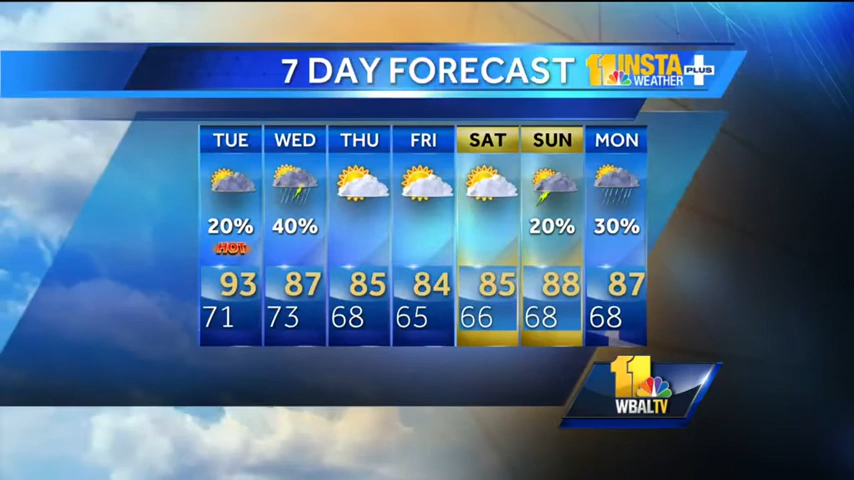 7 DAY FORECAST 11 INSTA WEATHER PLUS
TUE WED THU FRI SAT SUN MON
20% 40% 20% 30%
HOT
93 87 85 84 85 88 87
71 73 68 65 66 68 68
11
WBALTV